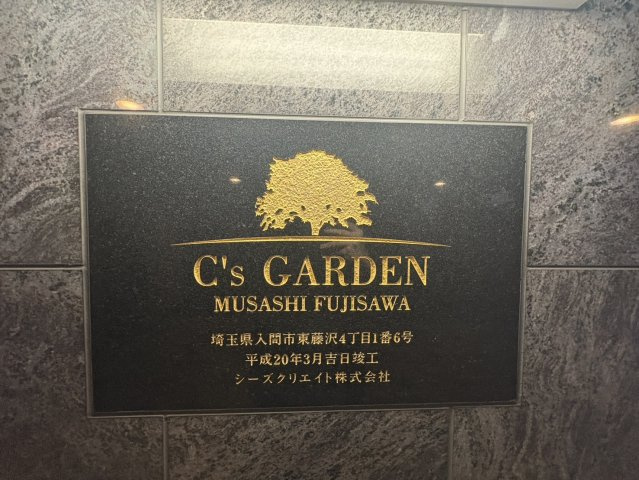 C's GARDEN
MUSASHI FUJISAWA
埼玉県入間市東藤沢4丁目1番6号
平成20年3月吉日竣工
シーズクリエイト株式会社